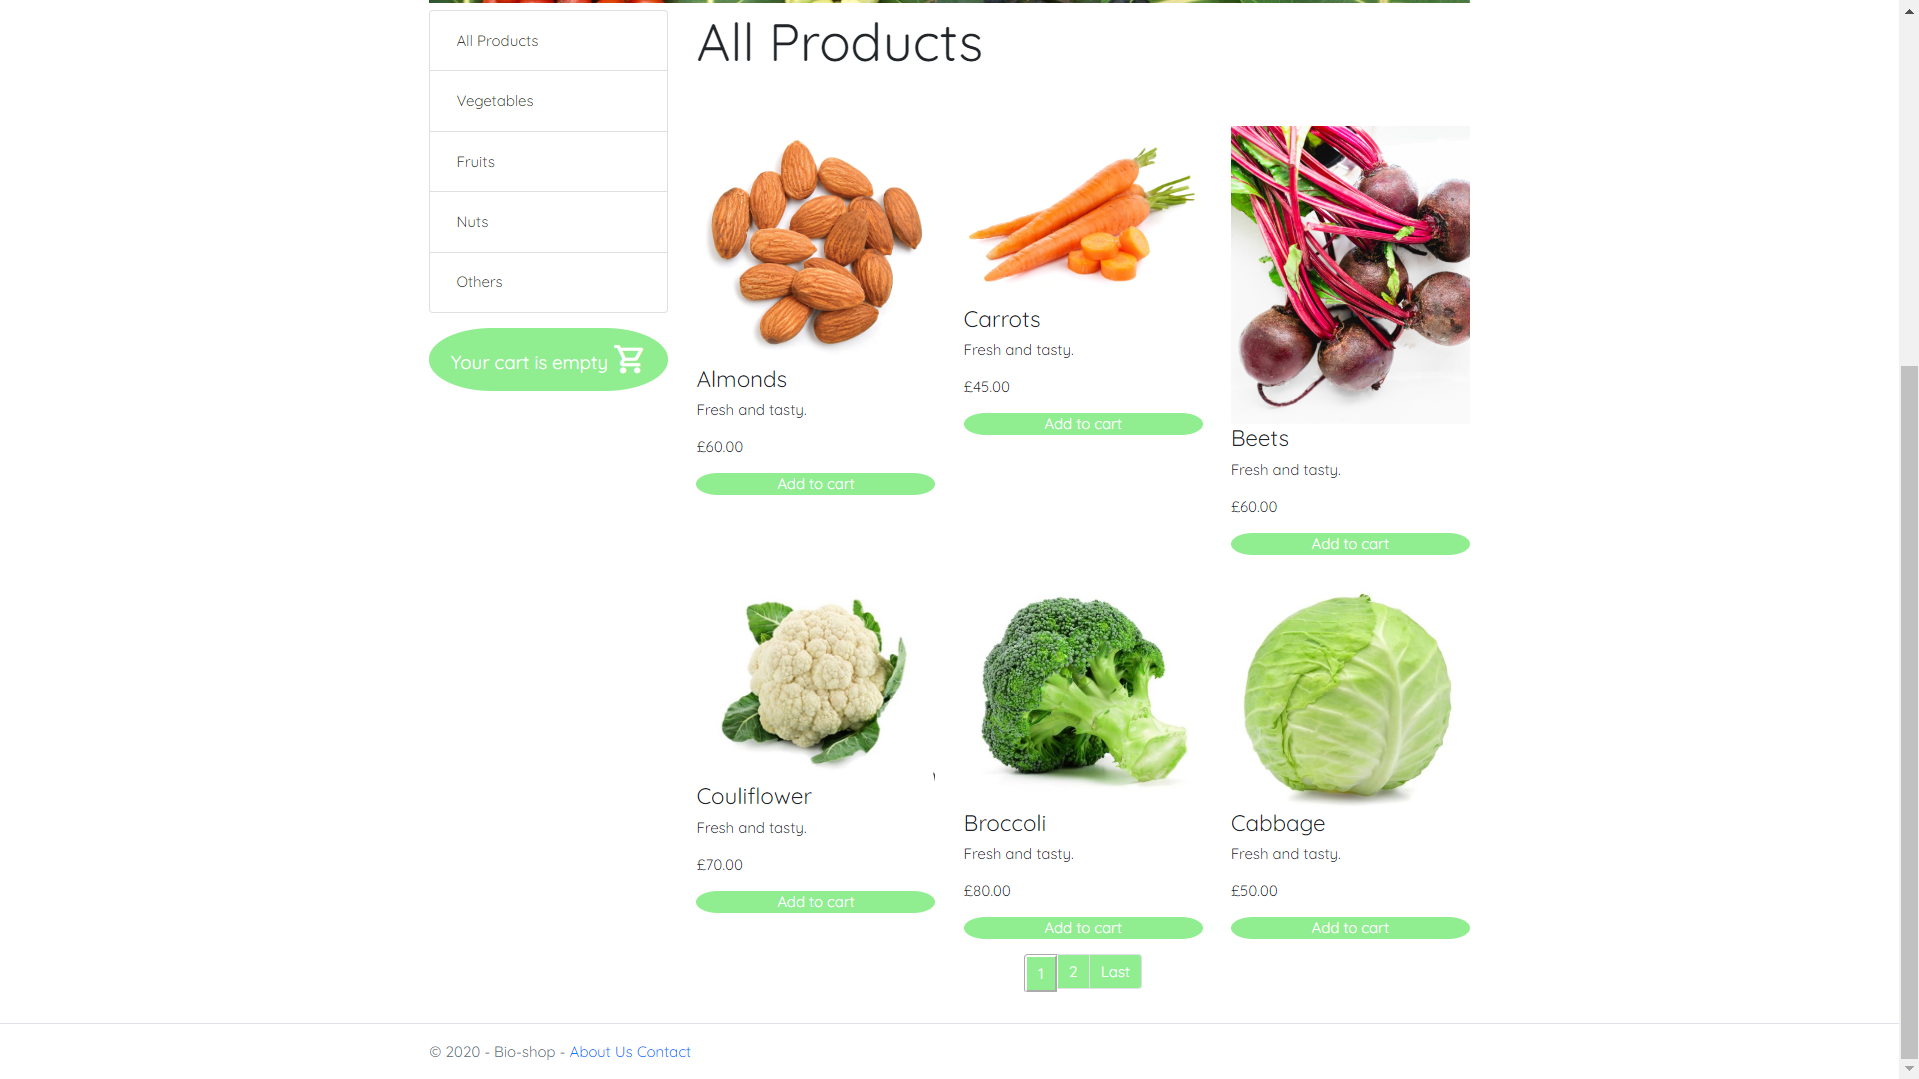 All Products
Vegetables
Fruits
Nuts
Others
Your cart is empty
All Products
Almonds
Fresh and tasty.
£60.00
Add to cart
Carrots
Fresh and tasty.
£45.00
Add to cart
Beets
Fresh and tasty.
£60.00
Add to cart
Couliflower
Fresh and tasty.
£70.00
Add to cart
Broccoli
Fresh and tasty.
£80.00
Add to cart
Cabbage
Fresh and tasty.
£50.00
Add to cart
1 2 Last
© 2020 - Bio-shop - About Us Contact